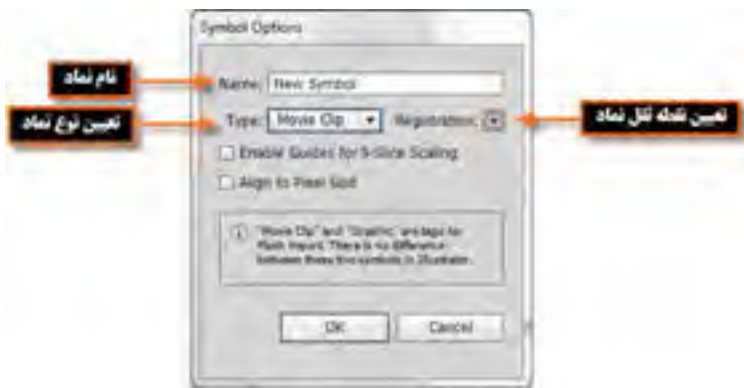 Symbol Options
نام نماد
Name: New Symbol
تعیین نوع نماد
Type: Movie Clip Registration:
تعیین نقطه ثقل نماد
Enable Guides for 9-Slice Scaling
Align to Pixel Grid
"Movie Clip" and "Graphic" are tags for
Flash import. There is no difference
between these two symbols in Illustrator.
OK Cancel